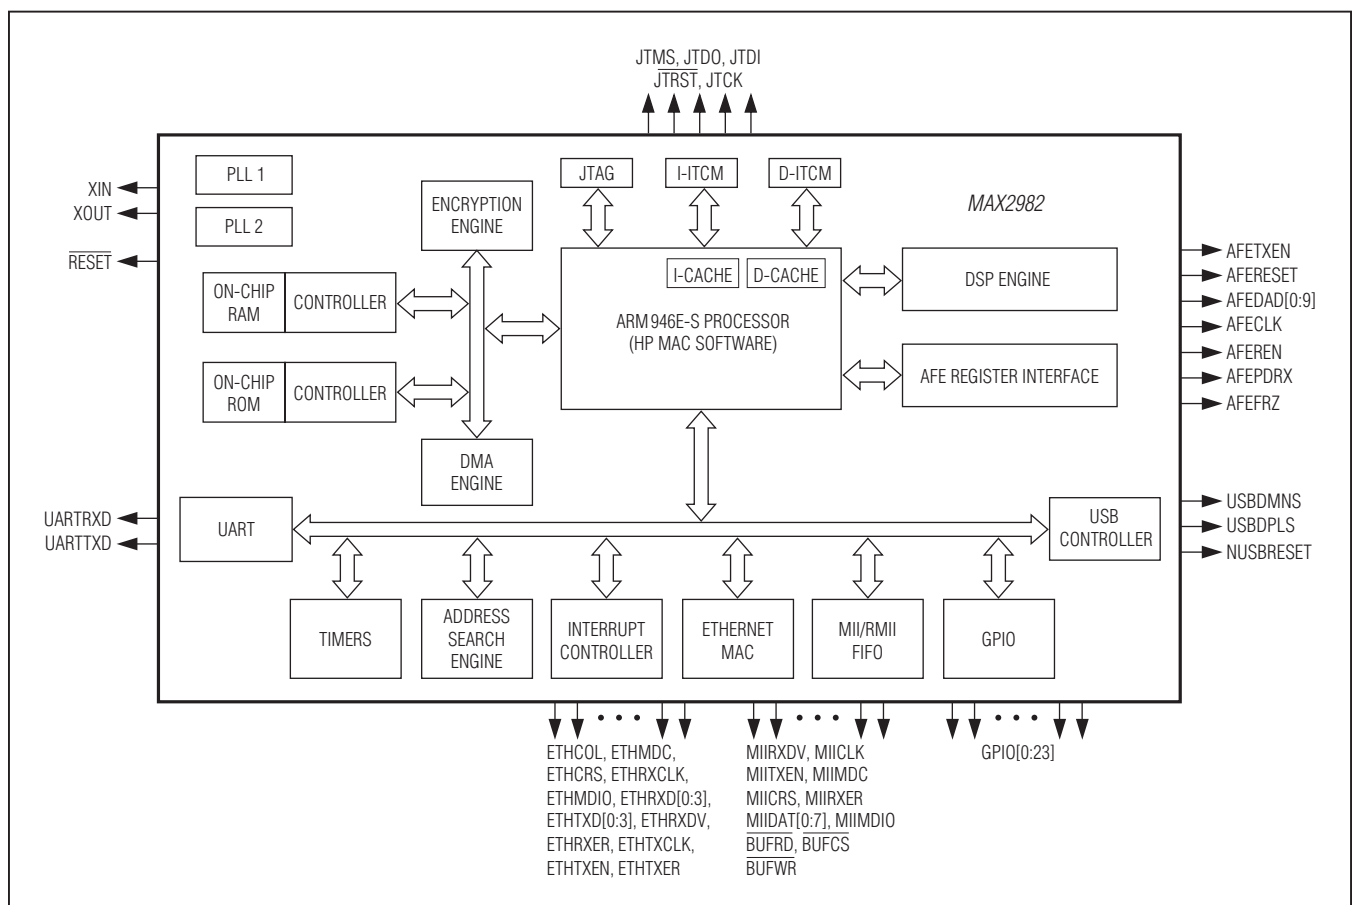 JTMS, JTDO, JTDI
JTRST, JTCK
XIN
XOUT
RESET
PLL 1
PLL 2
ENCRYPTION
ENGINE
JTAG
I-ITCM
D-ITCM
MAX2982
ON-CHIP
RAM
CONTROLLER
I-CACHE
D-CACHE
ARM946E-S PROCESSOR
(HP MAC SOFTWARE)
DSP ENGINE
ON-CHIP
ROM
CONTROLLER
AFE REGISTER INTERFACE
DMA
ENGINE
AFETXEN
AFERESET
AFEDAD[0:9]
AFECLK
AFEREN
AFEPDRX
AFEFRZ
UARTRXD
UARTTXD
UART
USB
CONTROLLER
USBDMNS
USBDPLS
NUSBRESET
TIMERS
ADDRESS
SEARCH
ENGINE
INTERRUPT
CONTROLLER
ETHERNET
MAC
MII/RMII
FIFO
GPIO
ETHCOL, ETHMDC,
ETHCRS, ETHRXCLK,
ETHMDIO, ETHRXD[0:3],
ETHTXD[0:3], ETHRXDV,
ETHRXER, ETHTXCLK,
ETHTXEN, ETHTXER
MIIRXDV, MIICLK
MIITXEN, MIIMDC
MIICRS, MIIRXER
MIIDAT[0:7], MIIMDIO
BUFRD, BUFCS
BUFWR
GPIO[0:23]